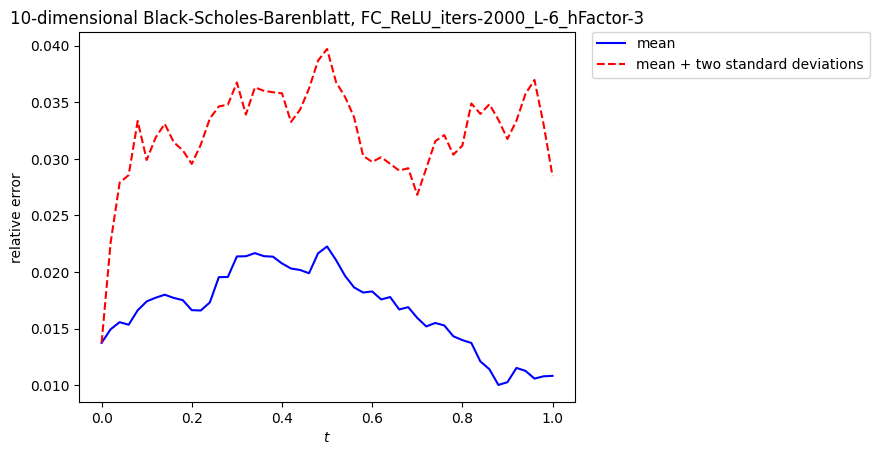 10-dimensional Black-Scholes-Barenblatt, FC_ReLU_iters-2000_L-6_hFactor-3
mean
mean + two standard deviations
relative error
0.040
0.035
0.030
0.025
0.020
0.015
0.010
0.0
0.2
0.4
0.6
0.8
1.0
t